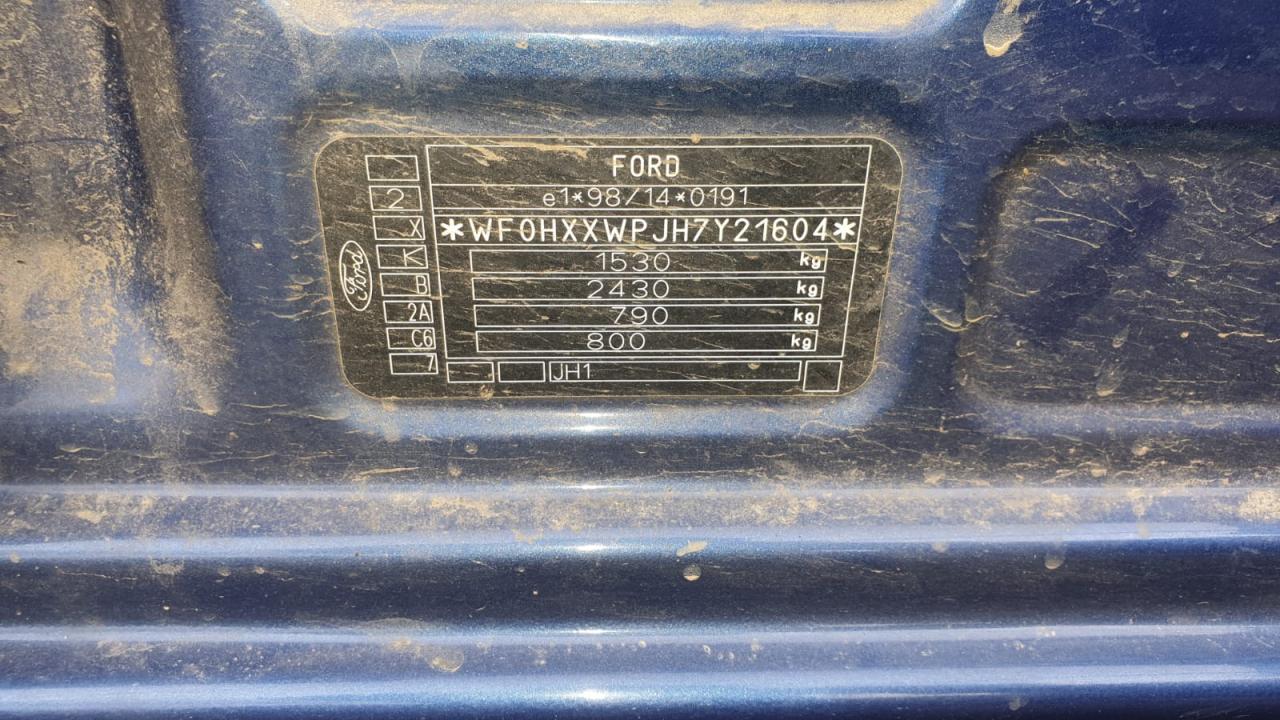 FORD
e1*98/14*0191
*WF0HXXWPJH7Y21604*
1530 kg
2430 kg
790 kg
800 kg
JH1
2
X
K
B
2A
C6
7
Ford